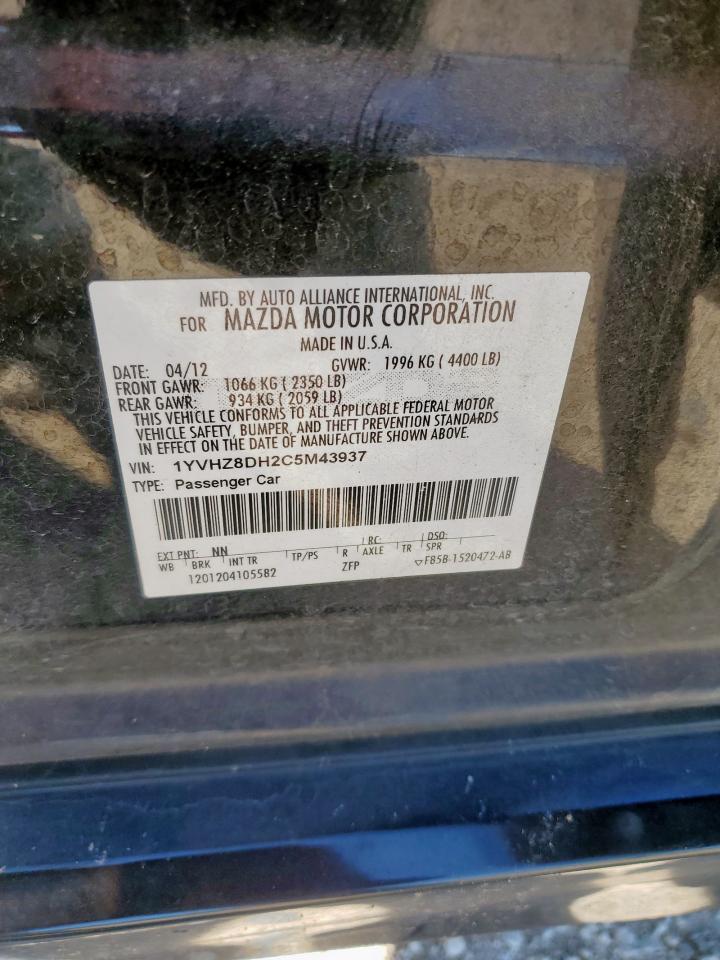 MFD. BY AUTO ALLIANCE INTERNATIONAL, INC.
FOR MAZDA MOTOR CORPORATION
MADE IN U.S.A.
DATE: 04/12 GVWR: 1996 KG ( 4400 LB)
FRONT GAWR: 1066 KG ( 2350 LB)
REAR GAWR: 934 KG ( 2059 LB)
THIS VEHICLE CONFORMS TO ALL APPLICABLE FEDERAL MOTOR
VEHICLE SAFETY, BUMPER, AND THEFT PREVENTION STANDARDS
IN EFFECT ON THE DATE OF MANUFACTURE SHOWN ABOVE.
VIN: 1YVHZ8DH2C5M43937
TYPE: Passenger Car
EXT PNT: NN RC: DSO:
WB BRK INT TR TP/PS R AXLE TR SPR
1201204105582 ZFP ▽F85B-1520472-AB